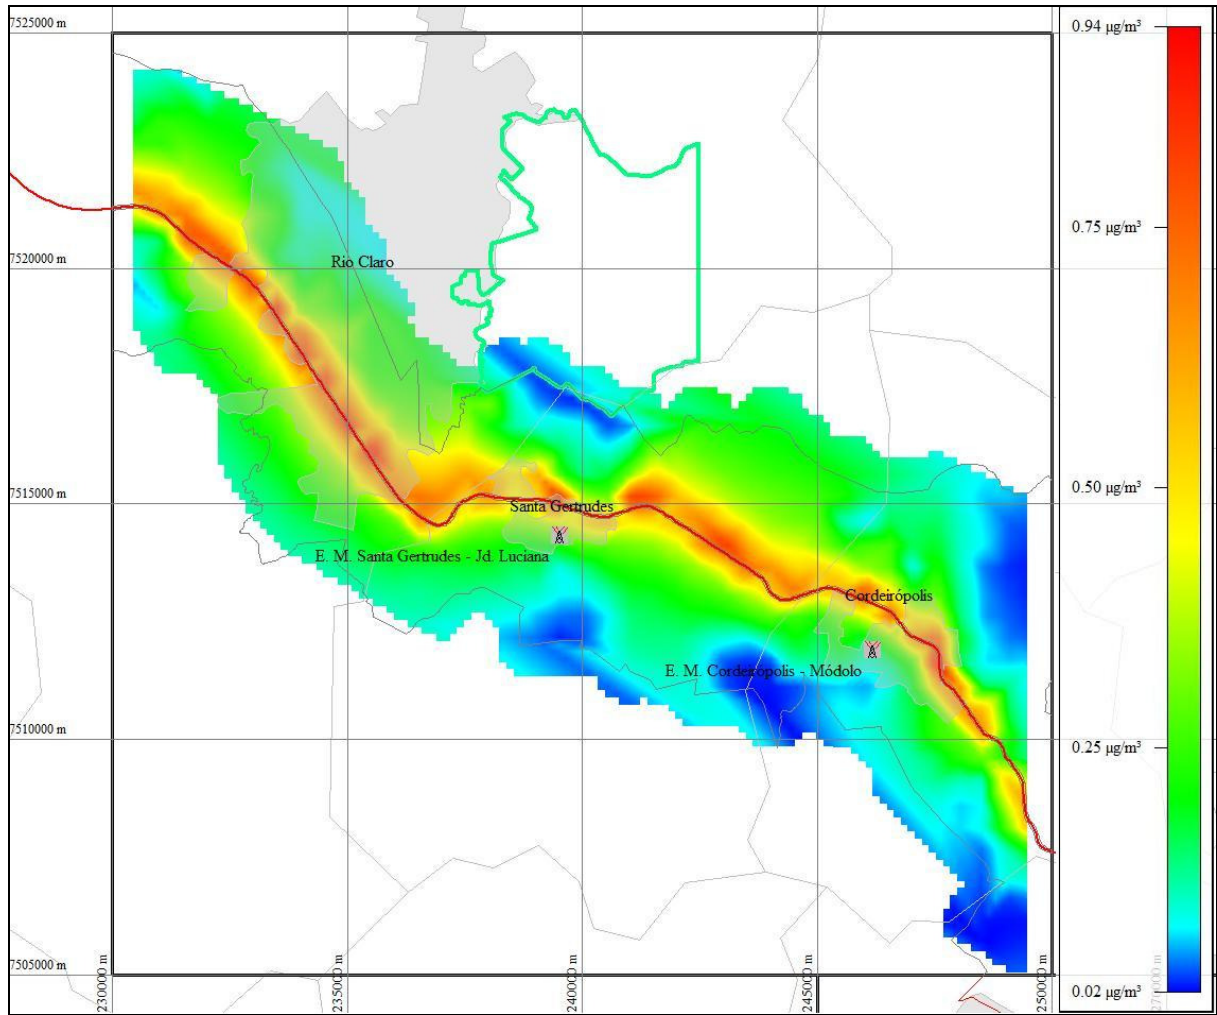 7525000 m
0.94 µg/m³
0.75 µg/m³
7520000 m
Rio Claro
7515000 m
Santa Gertrudes
0.50 µg/m³
E. M. Santa Gertrudes - Jd. Luciana
Cordeirópolis
E. M. Cordeirópolis - Módolo
7510000 m
0.25 µg/m³
7505000 m
230000 m
235000 m
240000 m
245000 m
250000 m
270000 m
0.02 µg/m³